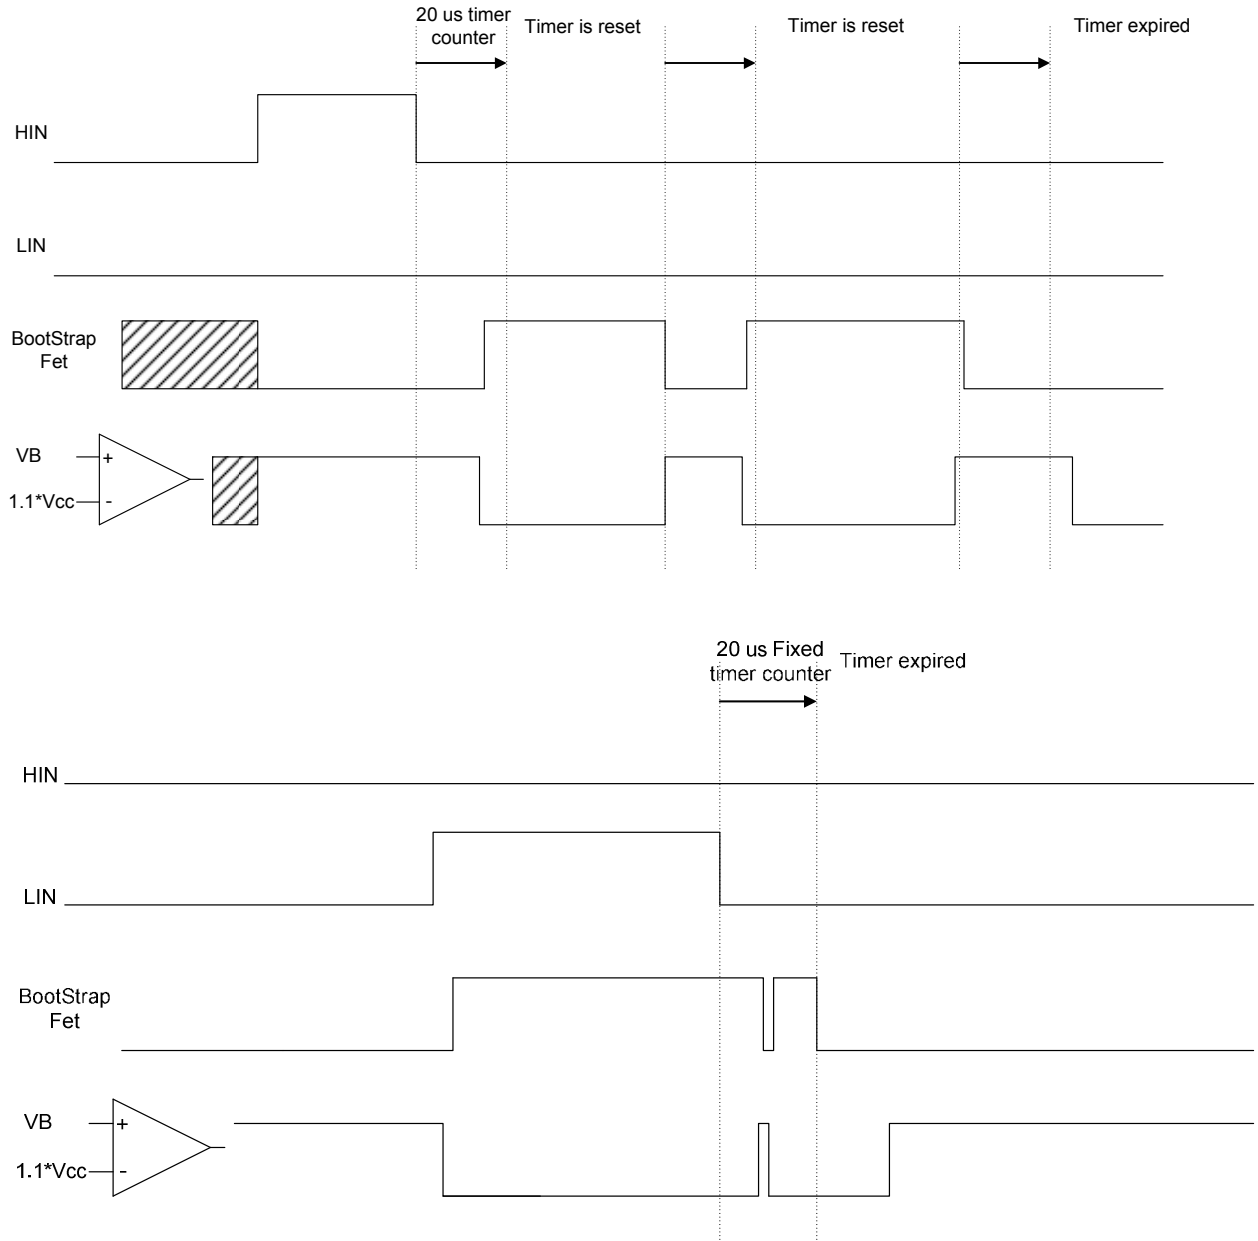 20 us timer
counter
Timer is reset
Timer is reset
Timer expired
HIN
LIN
BootStrap
Fet
VB
+
1.1*Vcc
-
20 us Fixed
timer counter
Timer expired
HIN
LIN
BootStrap
Fet
VB
+
1.1*Vcc
-